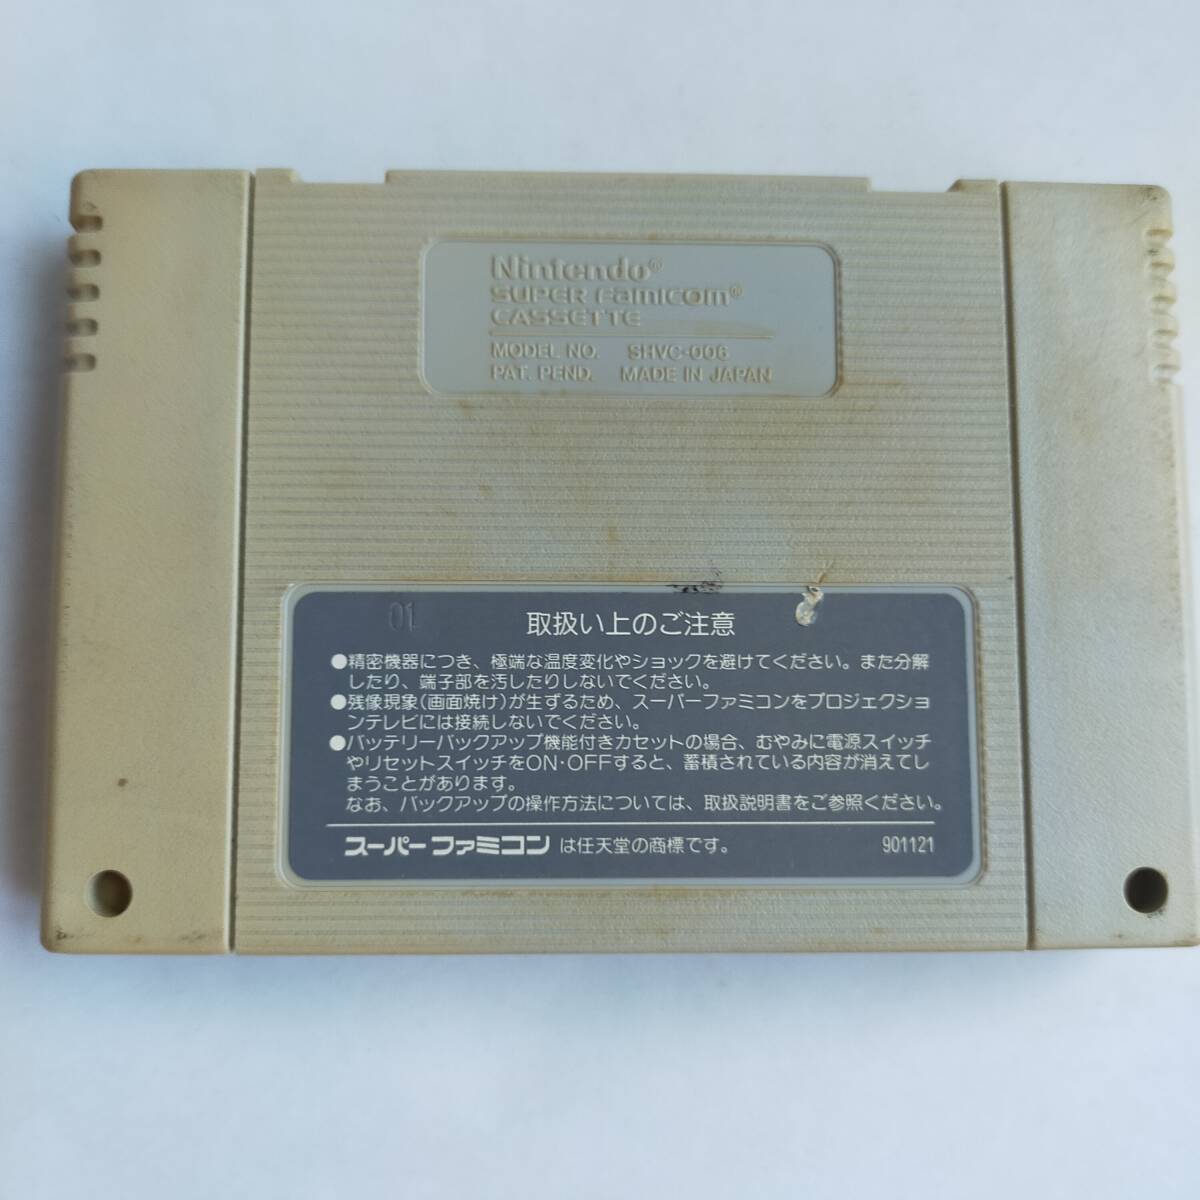 Nintendo®
SUPER FAMICOM®
CASSETTE
MODEL NO. SHVC-006
PAT. PEND. MADE IN JAPAN
01
取扱い上のご注意
●精密機器につき、極端な温度変化やショックを避けてください。また分解
したり、端子部を汚したりしないでください。
●残像現象(画面焼け)が生ずるため、スーパーファミコンをプロジェクショ
ンテレビには接続しないでください。
●バッテリーバックアップ機能付きカセットの場合、むやみに電源スイッチ
やリセットスイッチをON・OFFすると、蓄積されている内容が消えてし
まうことがあります。
なお、バックアップの操作方法については、取扱説明書をご参照ください。
スーパーファミコン は任天堂の商標です。 901121